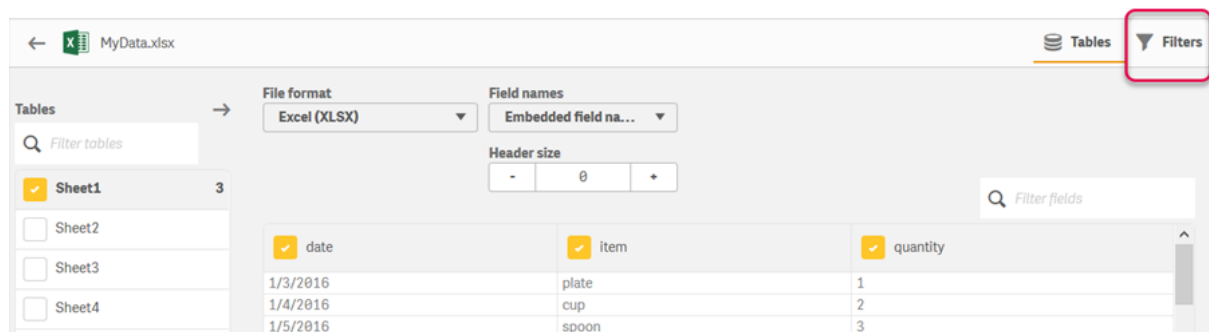 MyData.xlsx
Tables
Filters
Tables
Filter tables
Sheet1 3
Sheet2
Sheet3
Sheet4
File format
Excel (XLSX)
Field names
Embedded field na...
Header size
- 0 +
Filter fields
date item quantity
1/3/2016 plate 1
1/4/2016 cup 2
1/5/2016 spoon 3